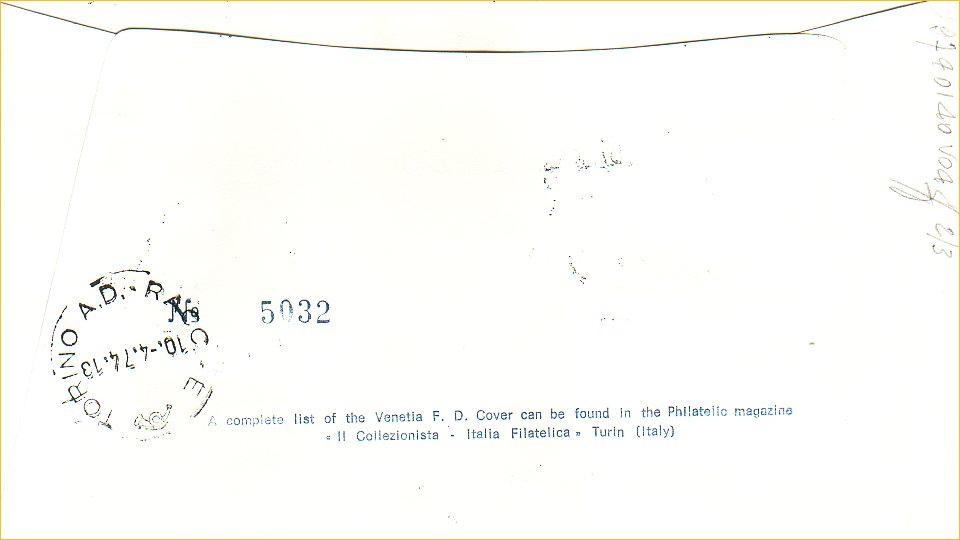 TORINO A.D. - RACC. E
10.-4.74.13
№ 5032
A complete list of the Venetia F. D. Cover can be found in the Philatelic magazine
« Il Collezionista - Italia Filatelica » Turin (Italy)